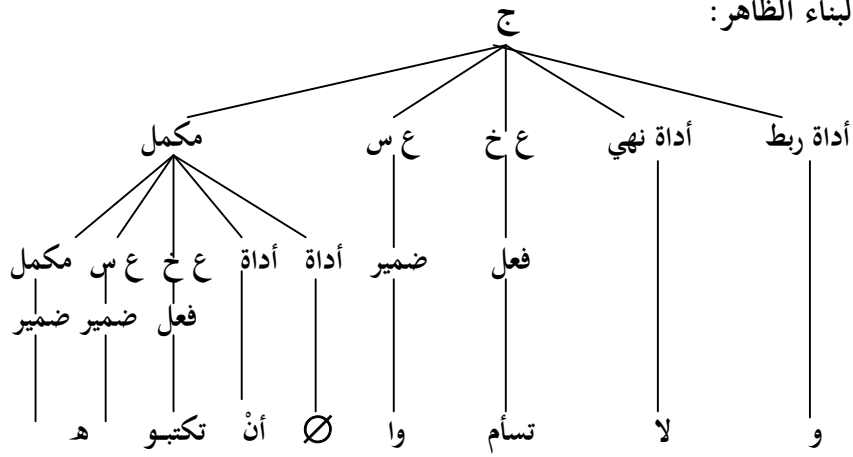 لبناء الظاهر:
ج
أداة ربط أداة نهي ع خ ع س مكمل
فعل ضمير أداة أداة ع خ ع س مكمل
فعل ضمير ضمير
و لا تسأم وا ∅ أنْ تكتبـو ه